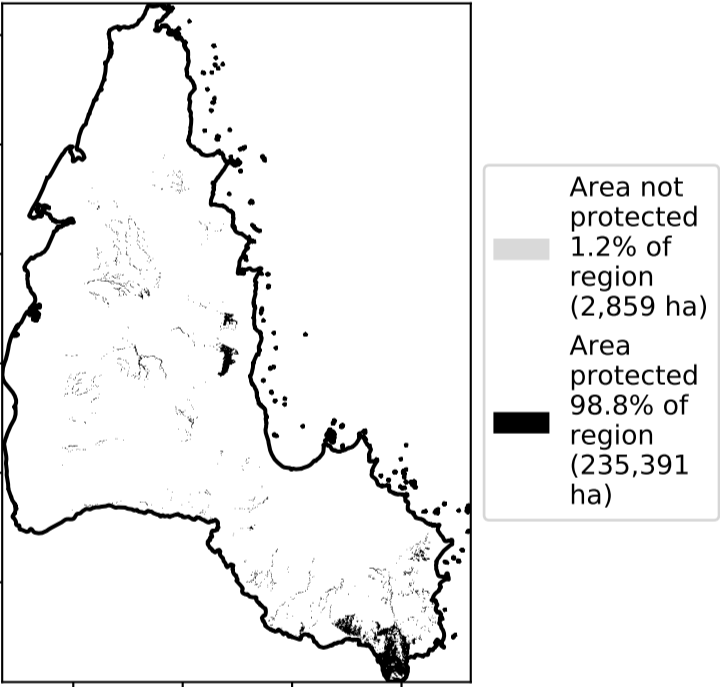 Area not
protected
1.2% of
region
(2,859 ha)
Area
protected
98.8% of
region
(235,391
ha)